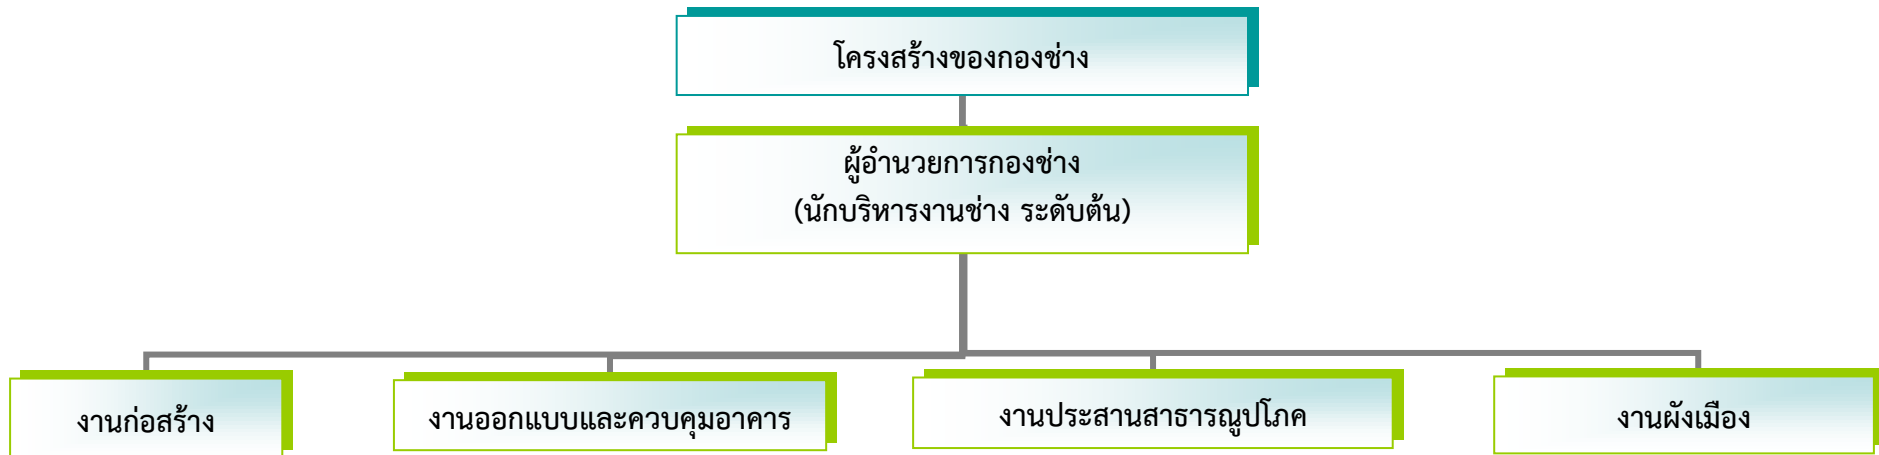 โครงสร้างของกองช่าง
ผู้อำนวยการกองช่าง
(นักบริหารงานช่าง ระดับต้น)
งานก่อสร้าง
งานออกแบบและควบคุมอาคาร
งานประสานสาธารณูปโภค
งานผังเมือง